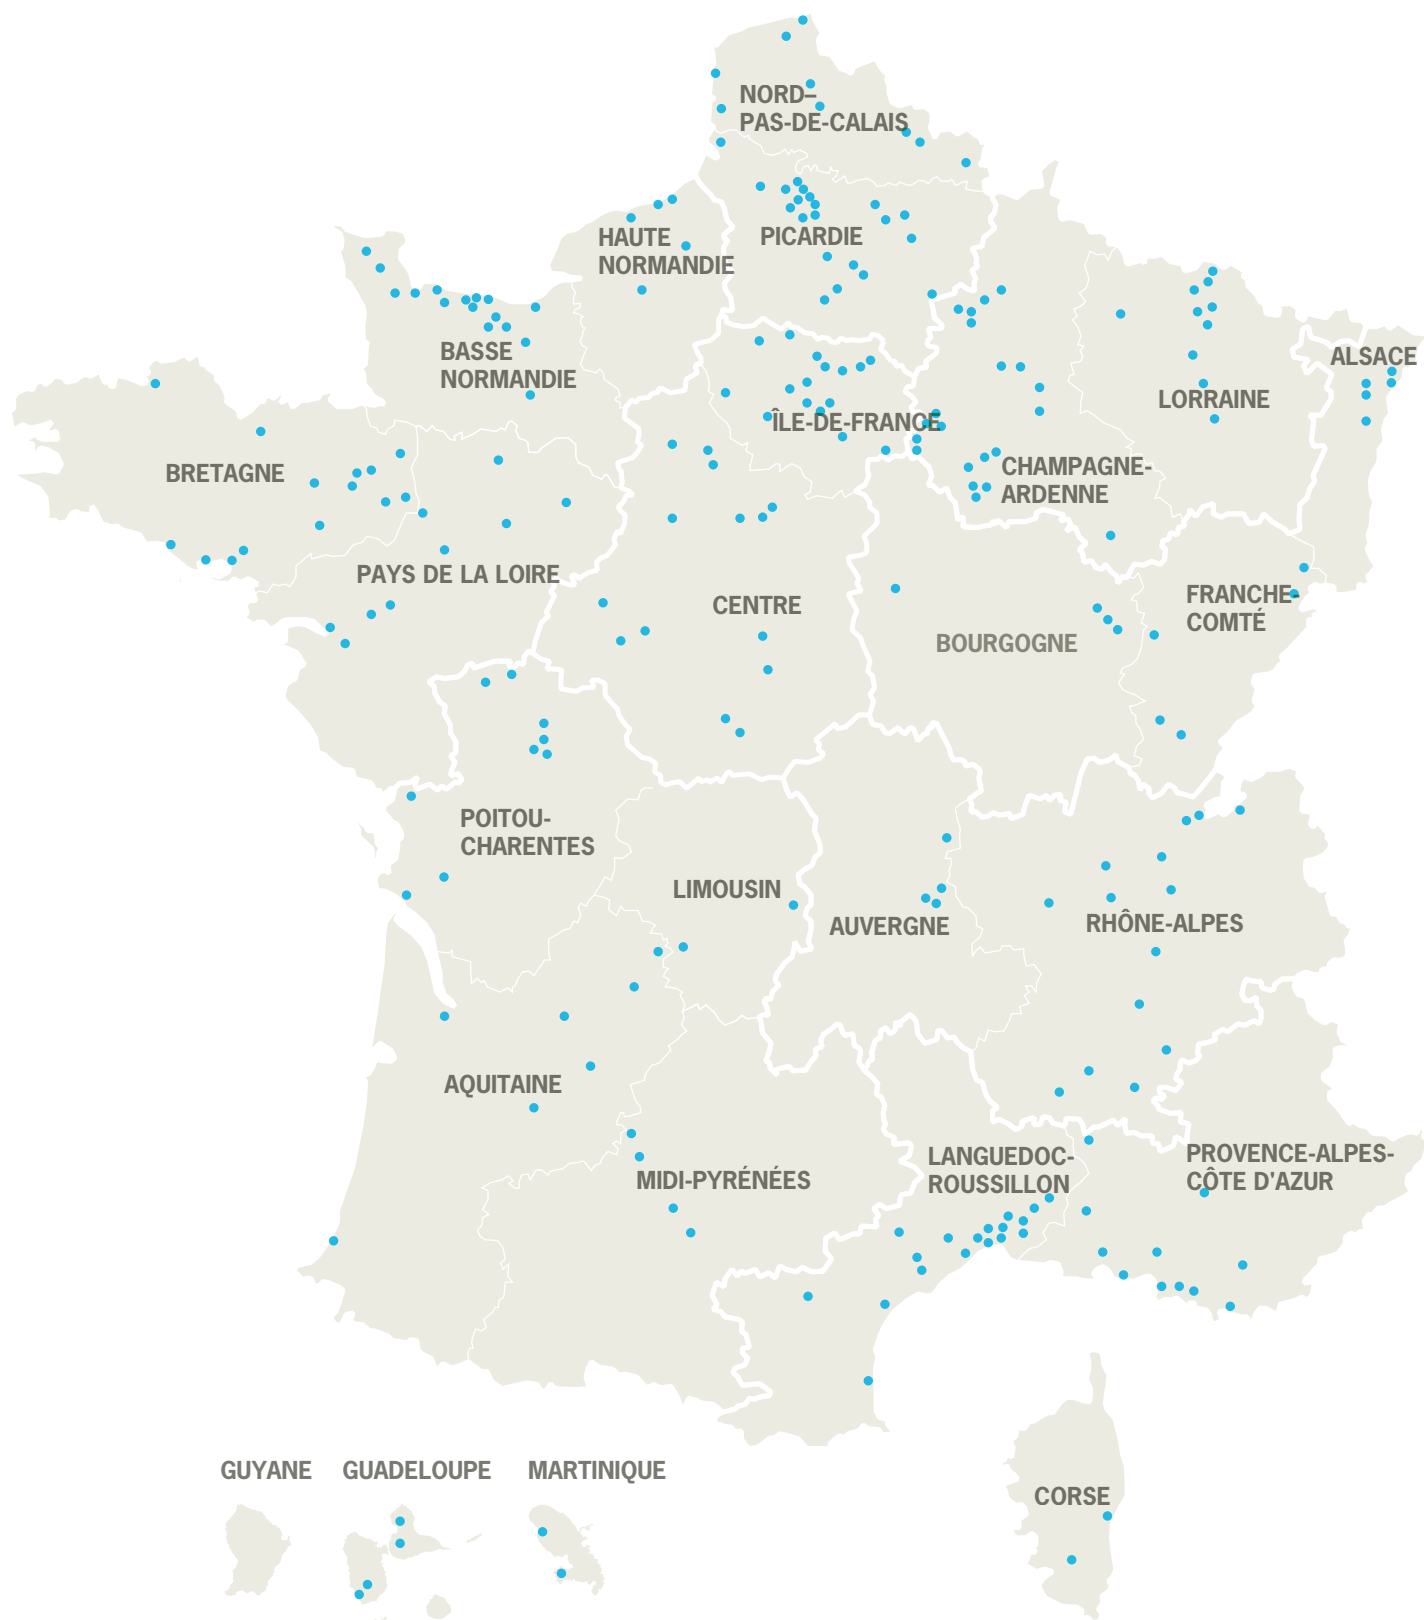 NORD–
PAS-DE-CALAIS
HAUTE
NORMANDIE
PICARDIE
BASSE
NORMANDIE
ALSACE
LORRAINE
ÎLE-DE-FRANCE
BRETAGNE
CHAMPAGNE-
ARDENNE
PAYS DE LA LOIRE
CENTRE
FRANCHE-
COMTÉ
BOURGOGNE
POITOU-
CHARENTES
LIMOUSIN
AUVERGNE
RHÔNE-ALPES
AQUITAINE
MIDI-PYRÉNÉES
LANGUEDOC-
ROUSSILLON
PROVENCE-ALPES-
CÔTE D'AZUR
GUYANE
GUADELOUPE
MARTINIQUE
CORSE